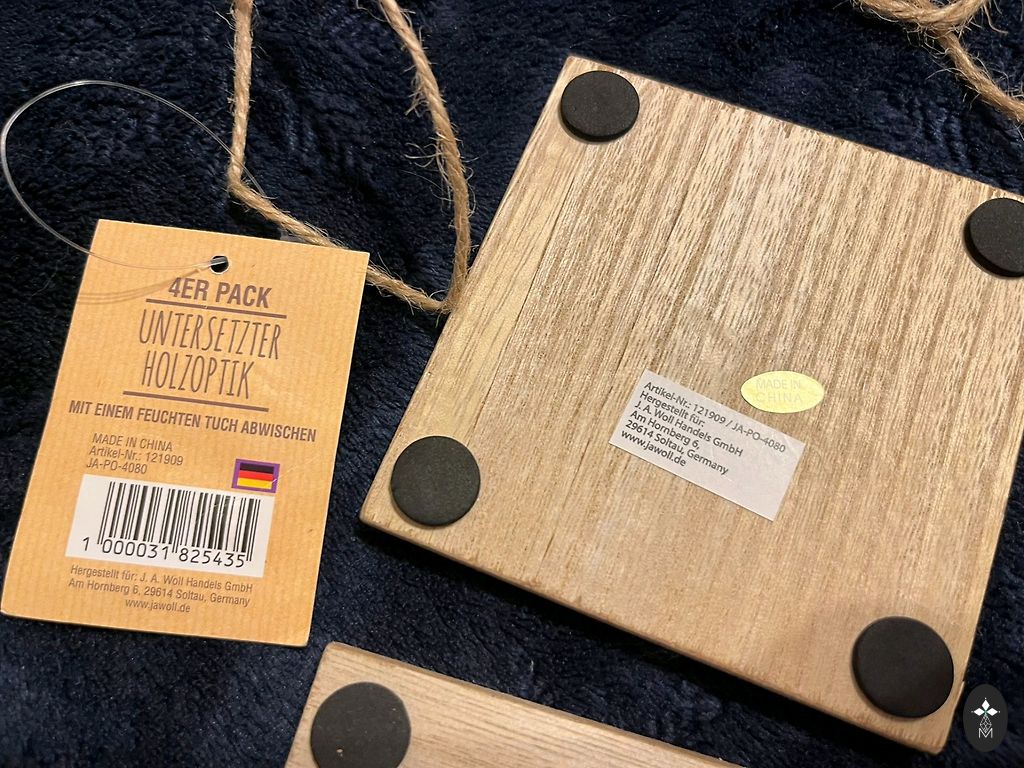 4ER PACK
UNTERSETZTER
HOLZOPTIK
MIT EINEM FEUCHTEN TUCH ABWISCHEN
MADE IN CHINA
Artikel-Nr.: 121909
JA-PO-4080
1 000031 825435
Hergestellt für: J. A. Woll Handels GmbH
Am Hornberg 6, 29614 Soltau, Germany
www.jawoll.de
MADE IN
CHINA
Artikel-Nr.: 121909 / JA-PO-4080
Hergestellt für:
J. A. Woll Handels GmbH
Am Hornberg 6,
29614 Soltau, Germany
www.jawoll.de
M